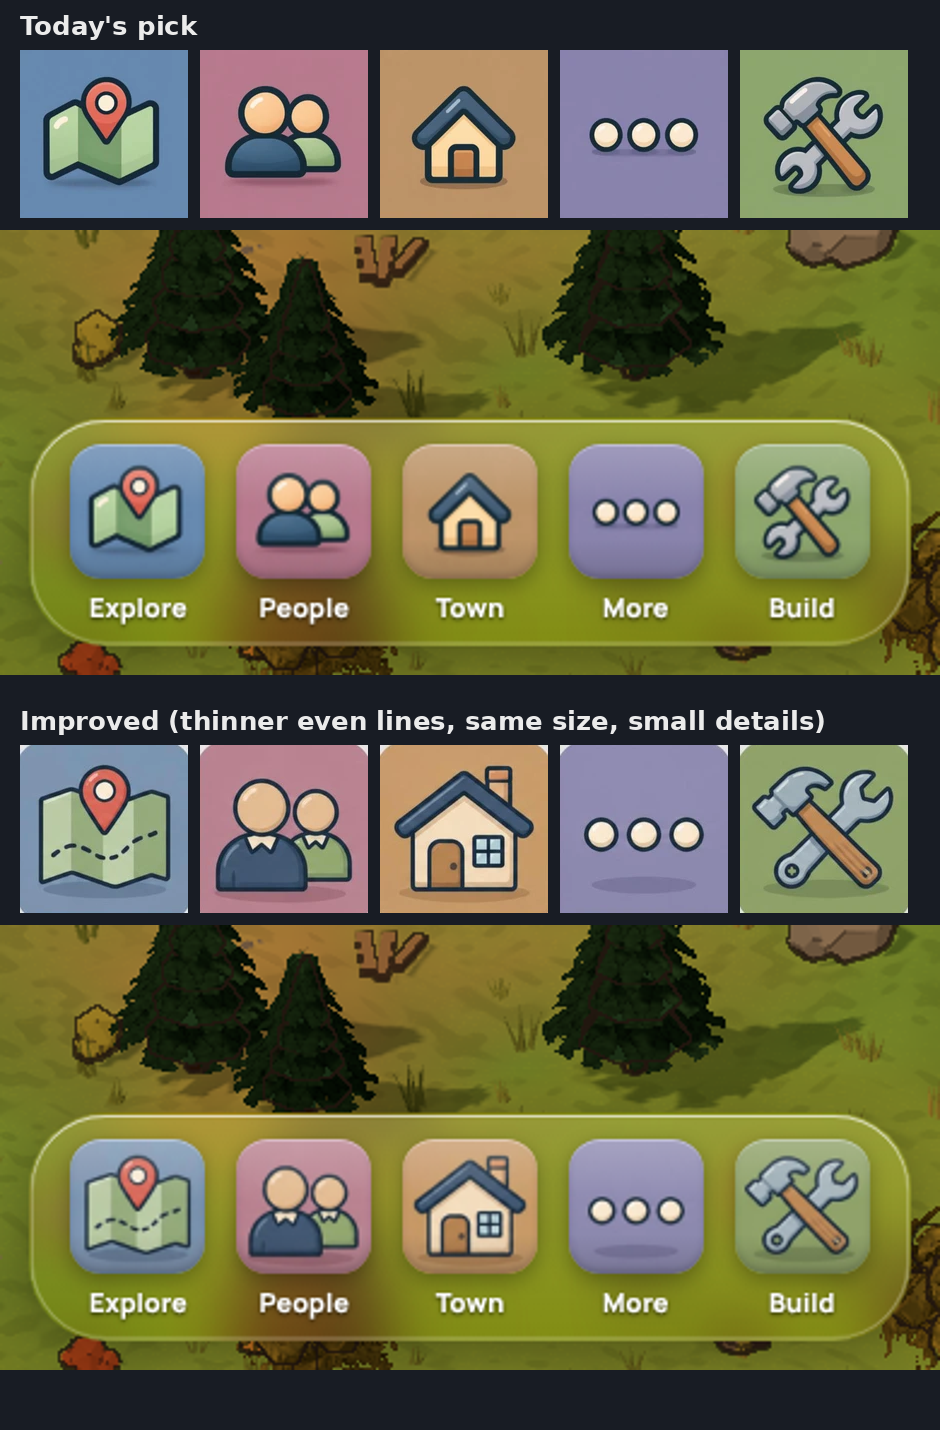 Today's pick
Explore
People
Town
More
Build
Improved (thinner even lines, same size, small details)
Explore
People
Town
More
Build